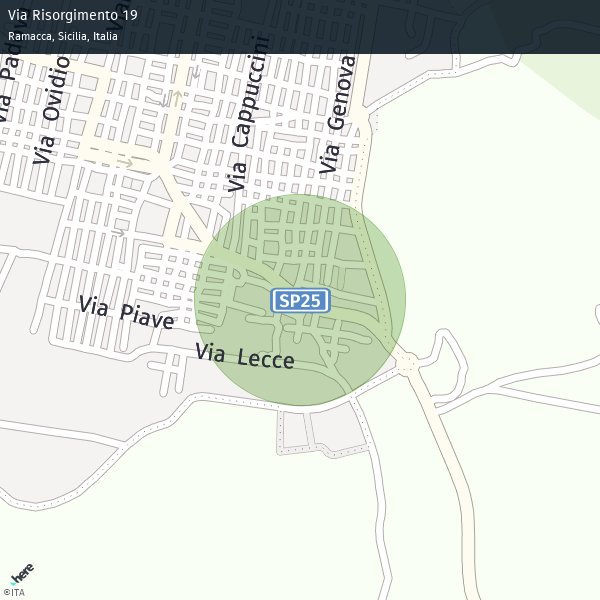 Via Risorgimento 19
Ramacca, Sicilia, Italia
Via Ovidio
Via Cappuccini
Via Genova
SP25
Via Piave
Via Lecce
here
©ITA